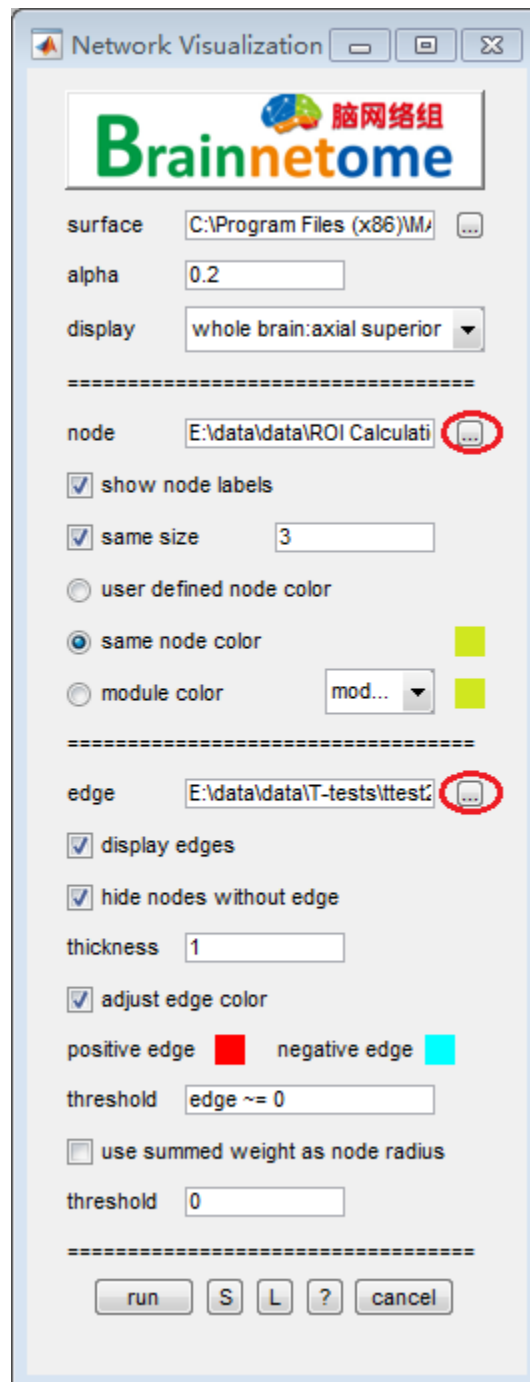 Network Visualization
脑网络组
Brainnetome
surface C:\Program Files (x86)\MA ...
alpha 0.2
display whole brain:axial superior
==================================
node E:\data\data\ROI Calculati ...
show node labels
same size 3
user defined node color
same node color
module color mod...
==================================
edge E:\data\data\T-tests\ttest2 ...
display edges
hide nodes without edge
thickness 1
adjust edge color
positive edge negative edge
threshold edge ~= 0
use summed weight as node radius
threshold 0
==================================
run S L ? cancel